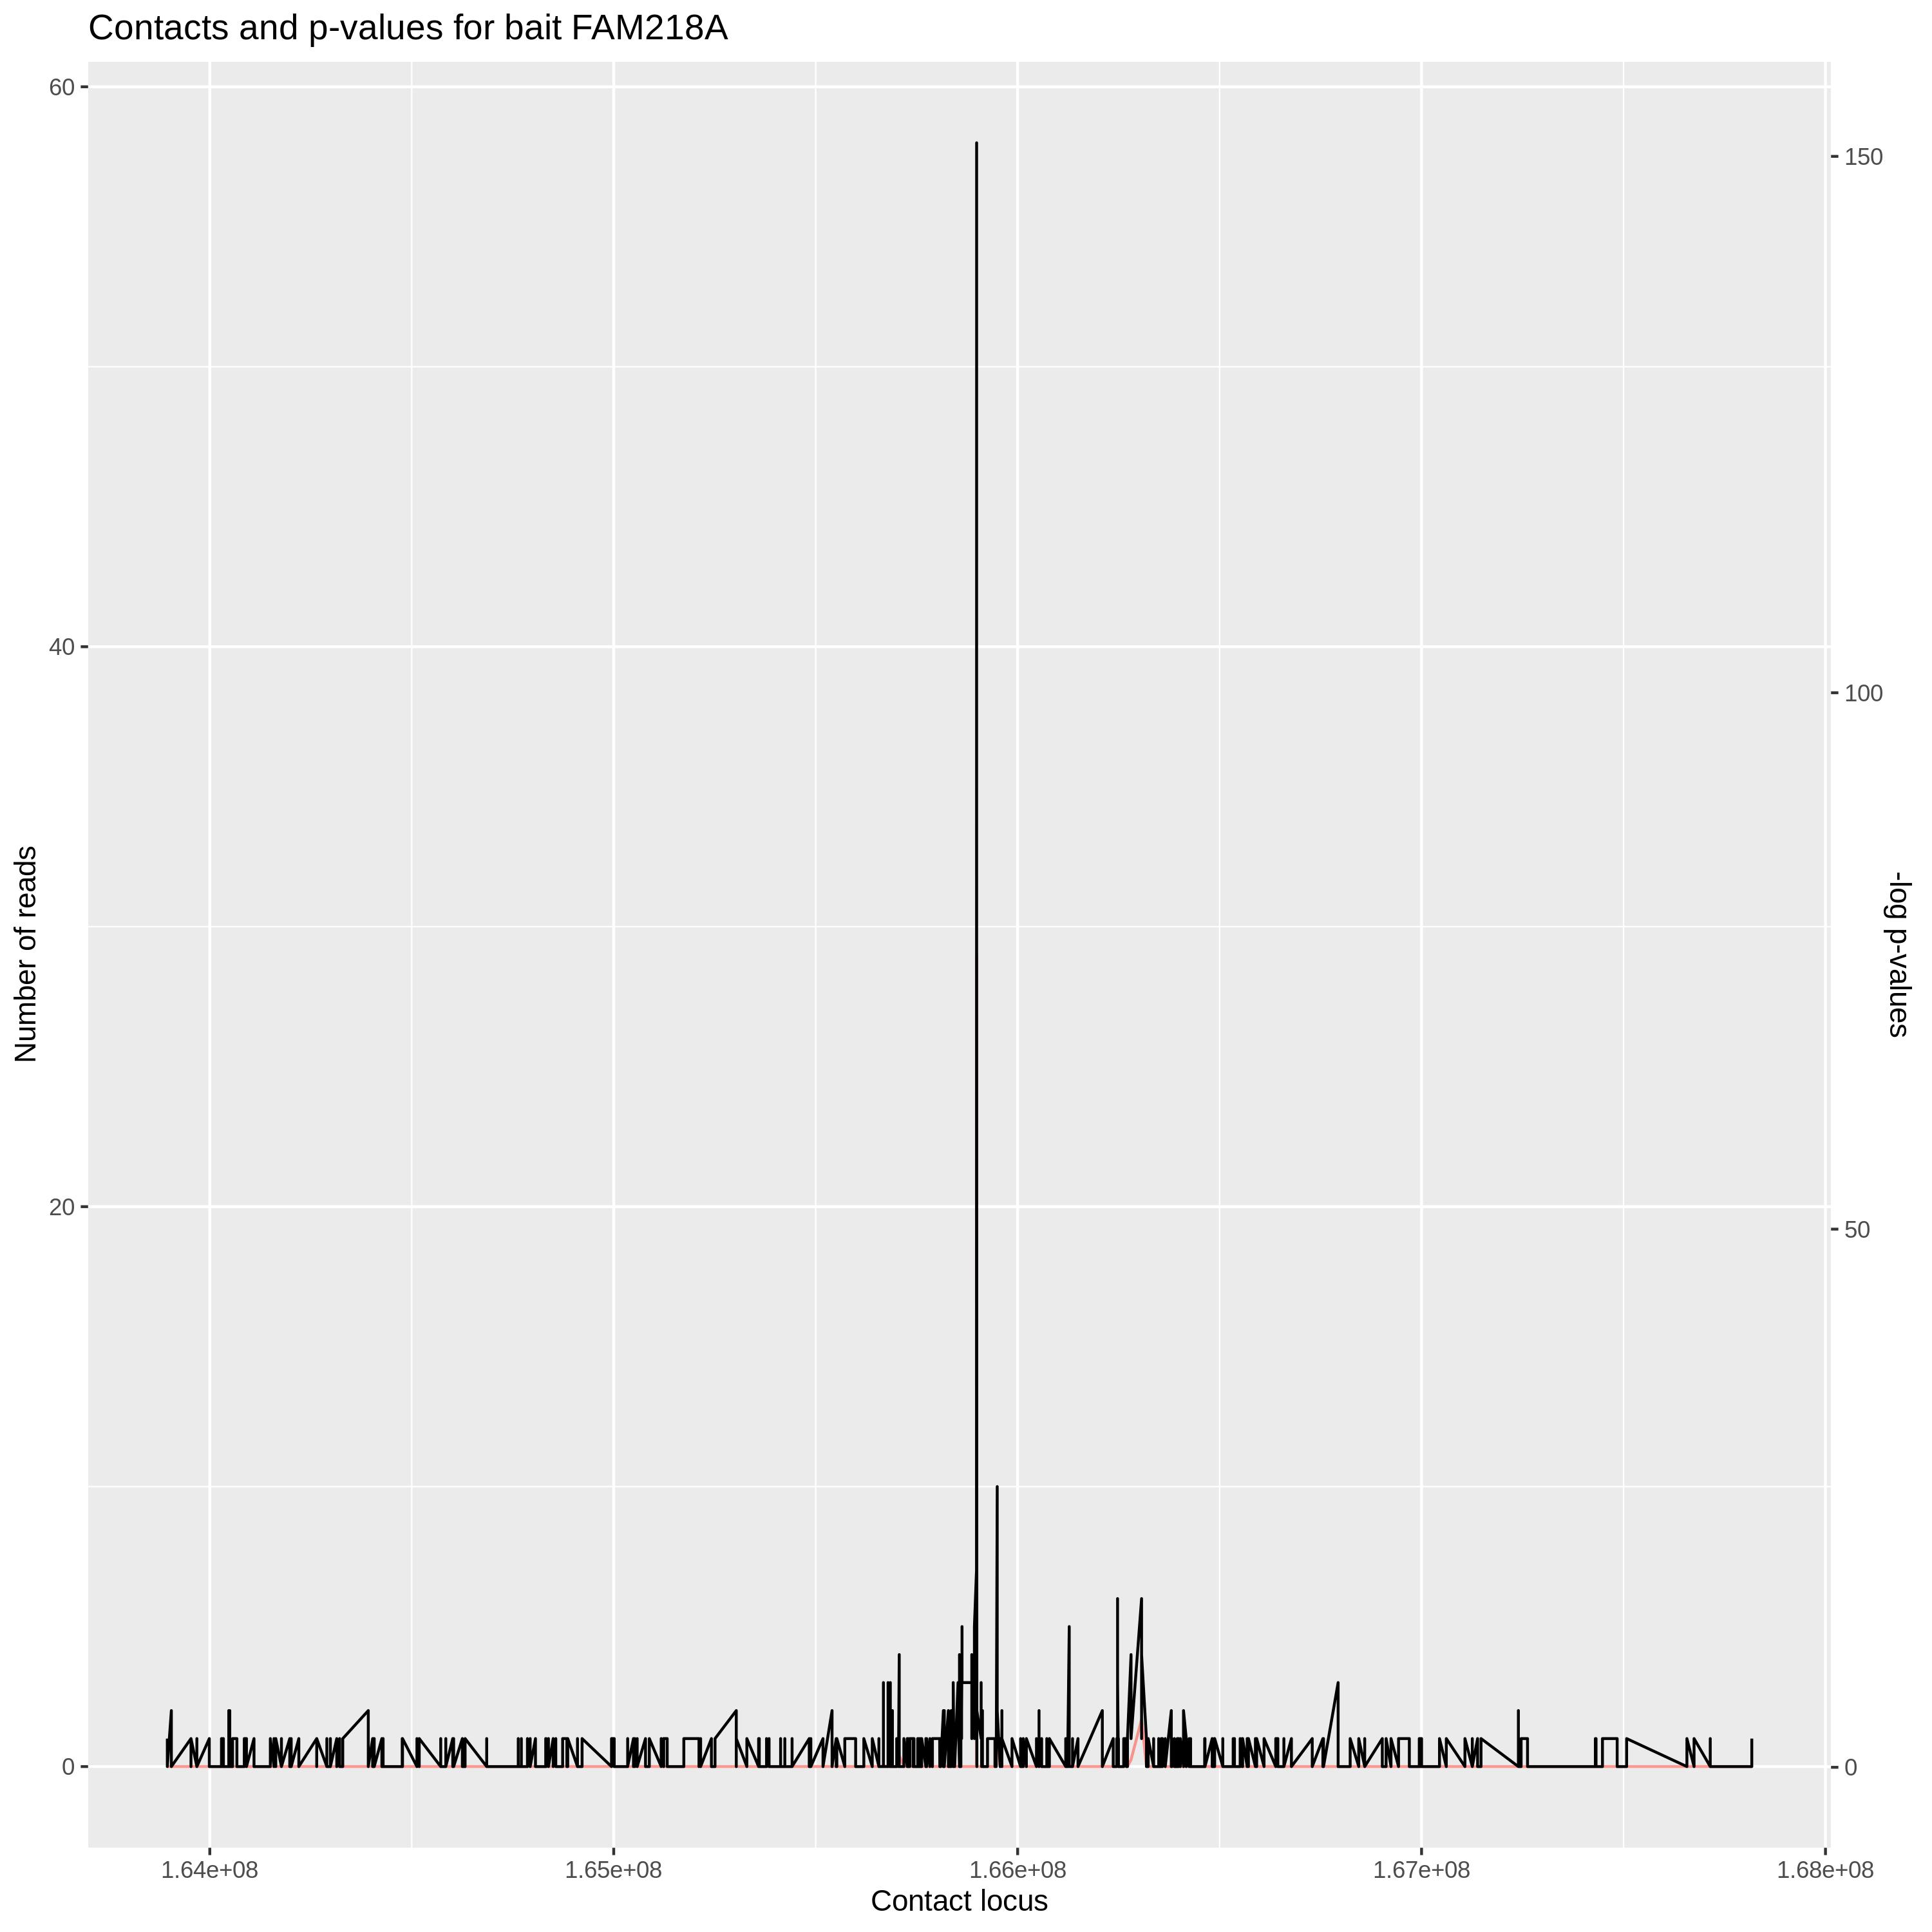 Contacts and p-values for bait FAM218A
60
40
20
0
Number of reads
150
100
50
0
-log p-values
1.64e+08
1.65e+08
1.66e+08
1.67e+08
1.68e+08
Contact locus